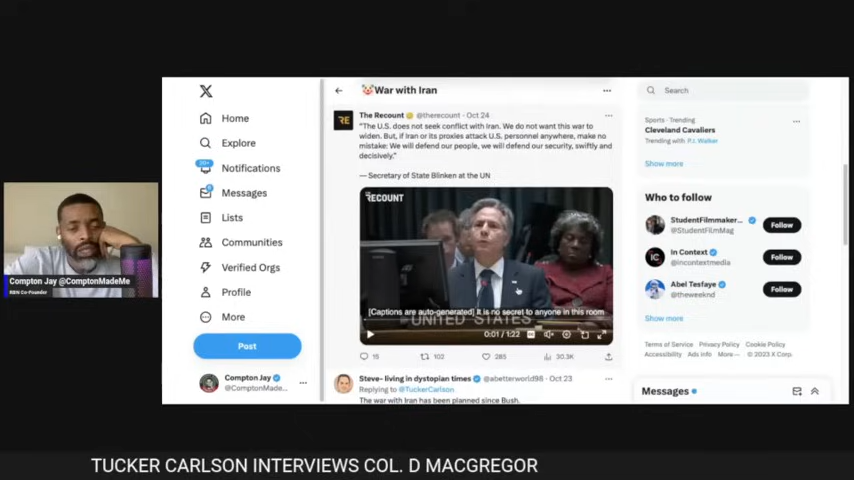 Home
Explore
20+
Notifications
Messages
Lists
Communities
Verified Orgs
Profile
More
Post
Compton Jay
@ComptonMade...
War with Iran
RE
The Recount @therecount · Oct 24
"The U.S. does not seek conflict with Iran. We do not want this war to
widen. But, if Iran or its proxies attack U.S. personnel anywhere, make no
mistake: We will defend our people, we will defend our security, swiftly and
decisively."
— Secretary of State Blinken at the UN
RECOUNT
[Captions are auto-generated] It is no secret to anyone in this room
UNITED STATES
0:01 / 1:22
15
102
285
30.3K
Steve- living in dystopian times @abetterworld98 · Oct 23
Replying to @TuckerCarlson
The war with Iran has been planned since Bush.
Search
Sports · Trending
Cleveland Cavaliers
Trending with P.J. Walker
Show more
Who to follow
StudentFilmmaker...
@StudentFilmMag
Follow
IC
In Context
@incontextmedia
Follow
Abel Tesfaye
@theweeknd
Follow
Show more
Terms of Service Privacy Policy Cookie Policy
Accessibility Ads info More ··· © 2023 X Corp.
Messages
Compton Jay @ComptonMadeMe
RBN Co-Founder
TUCKER CARLSON INTERVIEWS COL. D MACGREGOR